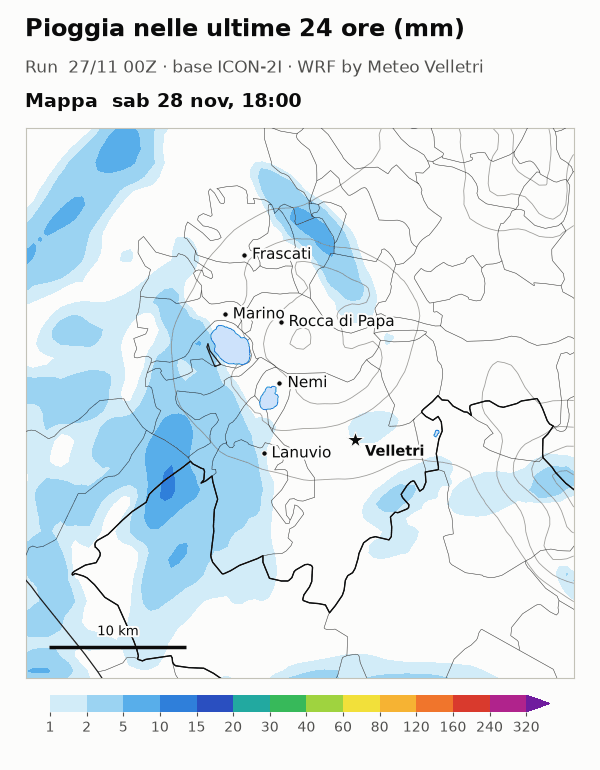 Pioggia nelle ultime 24 ore (mm)
Run  27/11 00Z · base ICON-2I · WRF by Meteo Velletri
Mappa  sab 28 nov, 18:00
Frascati
Marino
Rocca di Papa
Nemi
Velletri
Lanuvio
10 km
1 2 5 10 15 20 30 40 60 80 120 160 240 320